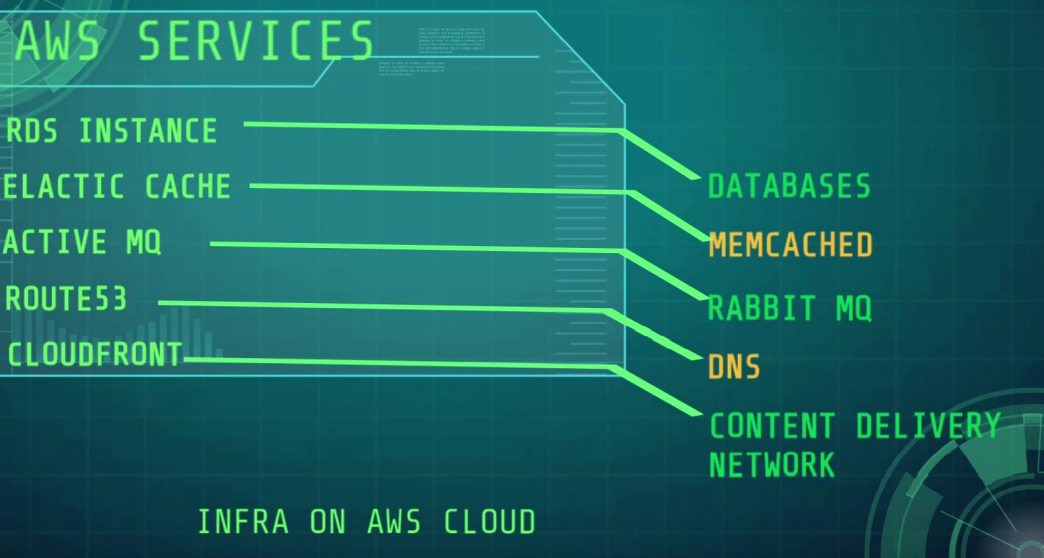 AWS SERVICES
RDS INSTANCE
DATABASES
ELACTIC CACHE
MEMCACHED
ACTIVE MQ
RABBIT MQ
ROUTE53
DNS
CLOUDFRONT
CONTENT DELIVERY
NETWORK
INFRA ON AWS CLOUD